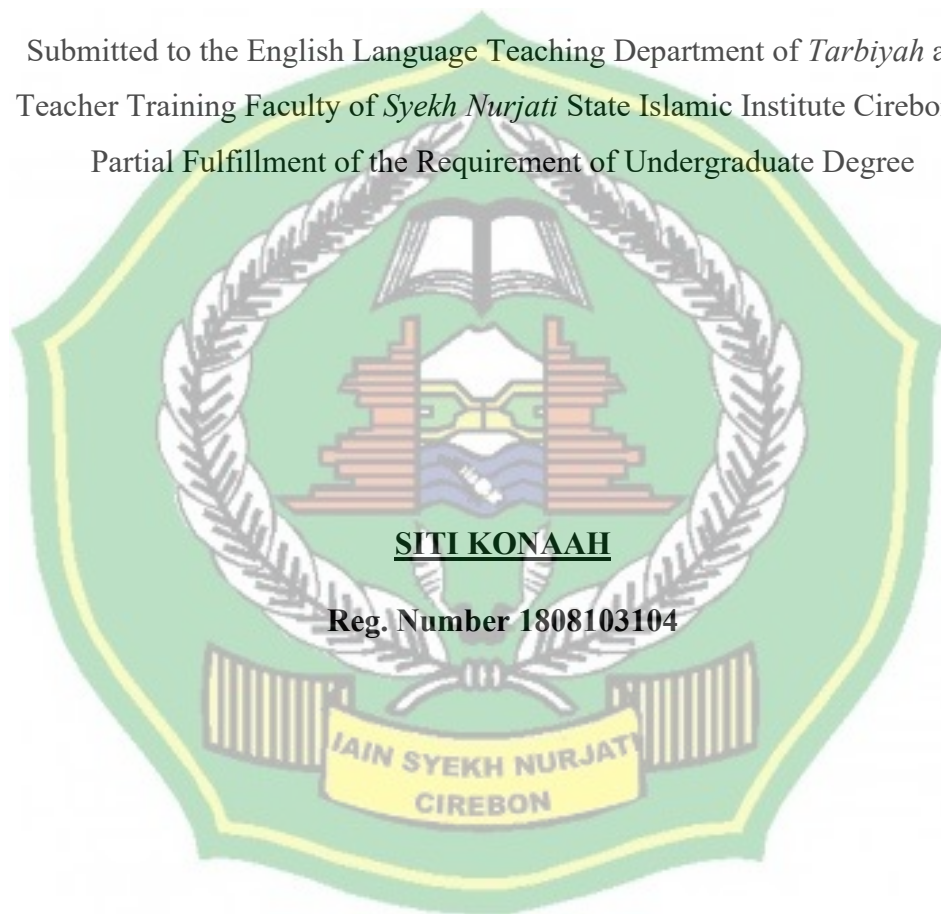 Submitted to the English Language Teaching Department of Tarbiyah a
Teacher Training Faculty of Syekh Nurjati State Islamic Institute Cirebo
Partial Fulfillment of the Requirement of Undergraduate Degree
SITI KONAAH
Reg. Number 1808103104
IAIN SYEKH NURJATI
CIREBON